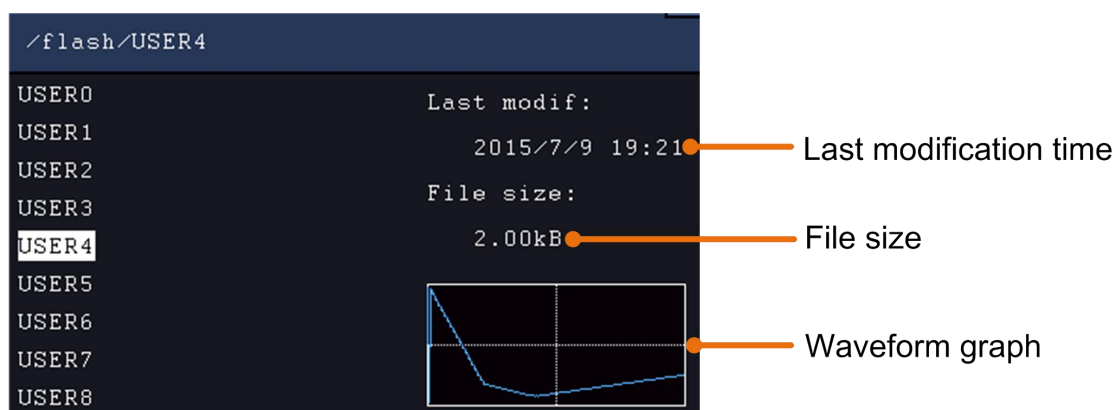 /flash/USER4
USER0
USER1
USER2
USER3
USER4
USER5
USER6
USER7
USER8
Last modif:
2015/7/9 19:21
File size:
2.00kB
Last modification time
File size
Waveform graph